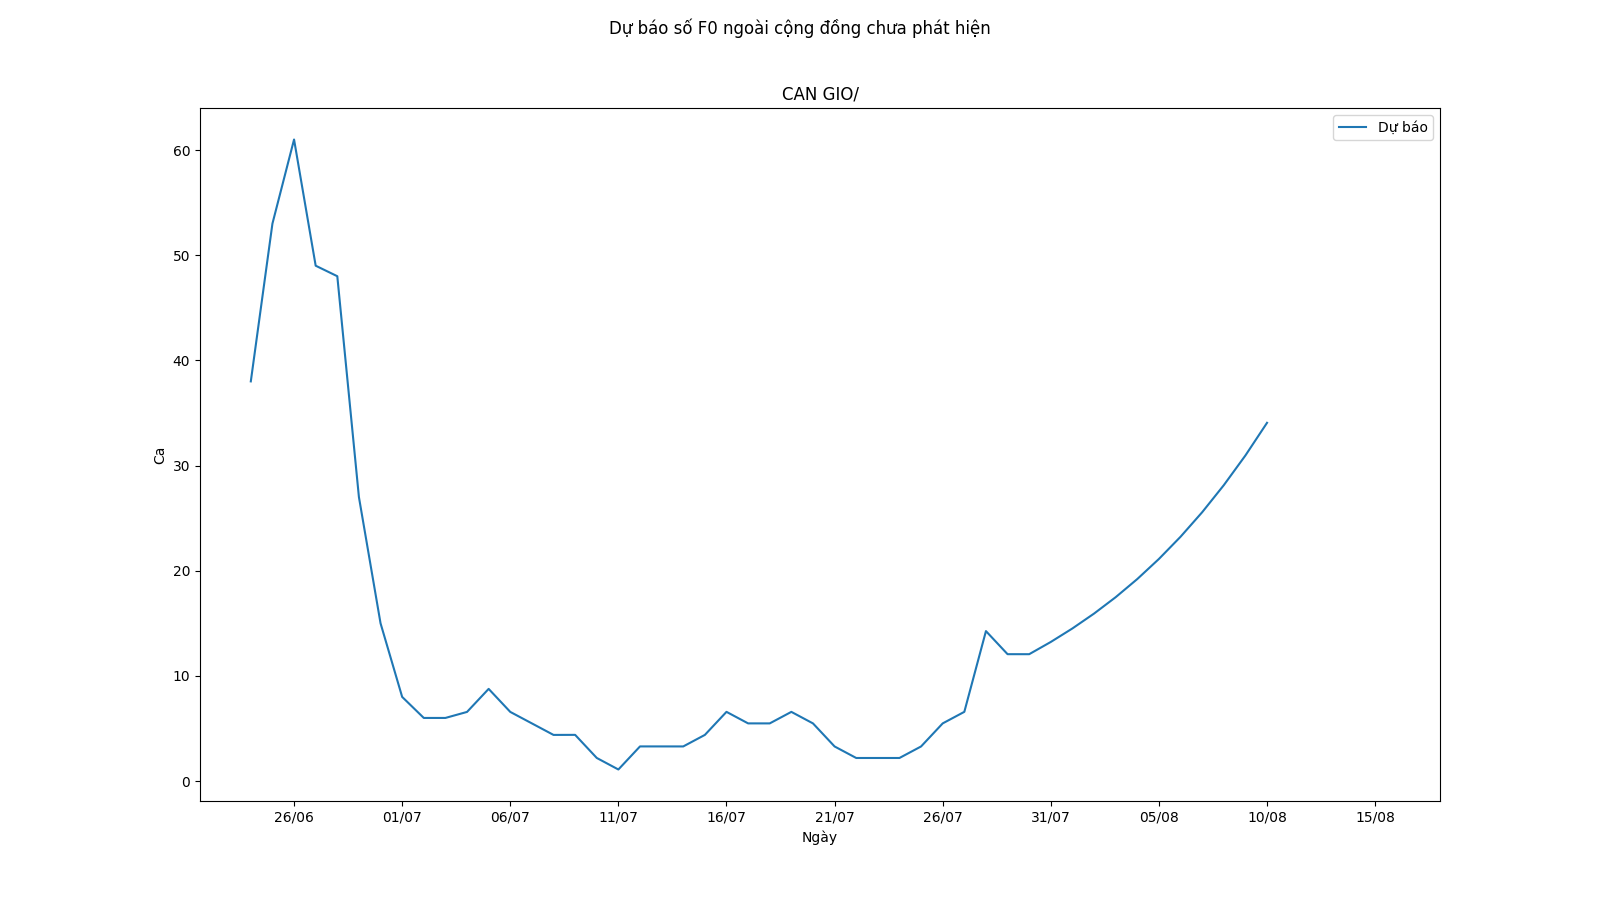 Dự báo số F0 ngoài cộng đồng chưa phát hiện
CAN GIO/
Dự báo
60
50
40
30
20
10
0
Ca
26/06 01/07 06/07 11/07 16/07 21/07 26/07 31/07 05/08 10/08 15/08
Ngày